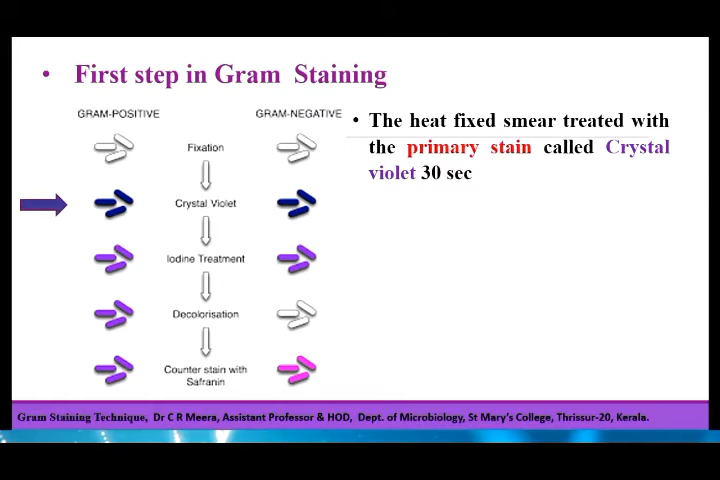 • First step in Gram Staining
GRAM-POSITIVE
GRAM-NEGATIVE
Fixation
Crystal Violet
Iodine Treatment
Decolorisation
Counter stain with
Safranin
• The heat fixed smear treated with
the primary stain called Crystal
violet 30 sec
Gram Staining Technique, Dr C R Meera, Assistant Professor & HOD, Dept. of Microbiology, St Mary's College, Thrissur-20, Kerala.